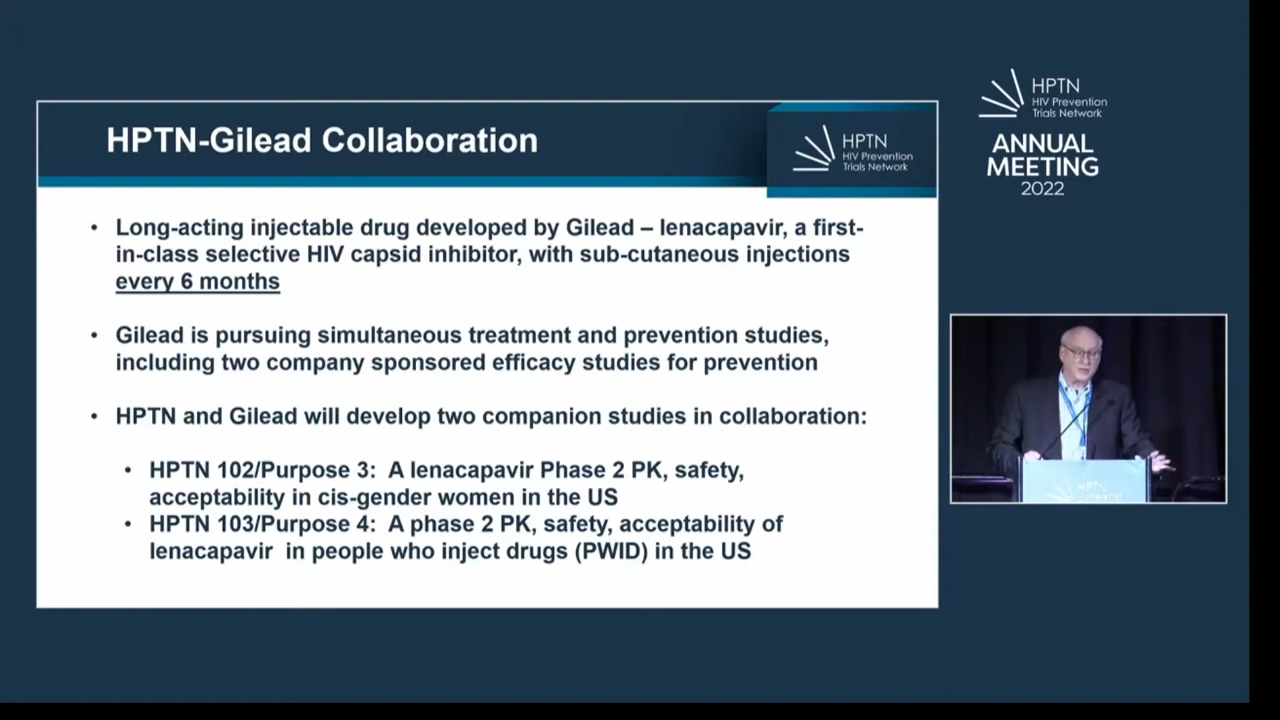 HPTN-Gilead Collaboration
HPTN
HIV Prevention
Trials Network
• Long-acting injectable drug developed by Gilead – lenacapavir, a first-
in-class selective HIV capsid inhibitor, with sub-cutaneous injections
every 6 months
• Gilead is pursuing simultaneous treatment and prevention studies,
including two company sponsored efficacy studies for prevention
• HPTN and Gilead will develop two companion studies in collaboration:
• HPTN 102/Purpose 3:  A lenacapavir Phase 2 PK, safety,
acceptability in cis-gender women in the US
• HPTN 103/Purpose 4:  A phase 2 PK, safety, acceptability of
lenacapavir  in people who inject drugs (PWID) in the US
HPTN
HIV Prevention
Trials Network
ANNUAL
MEETING
2022
HPTN